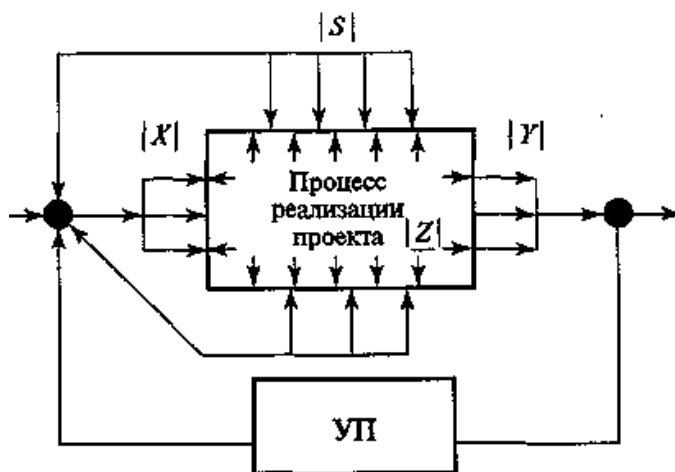 |S|
|X|
|Y|
Процесс
реализации
проекта
|Z|
УП